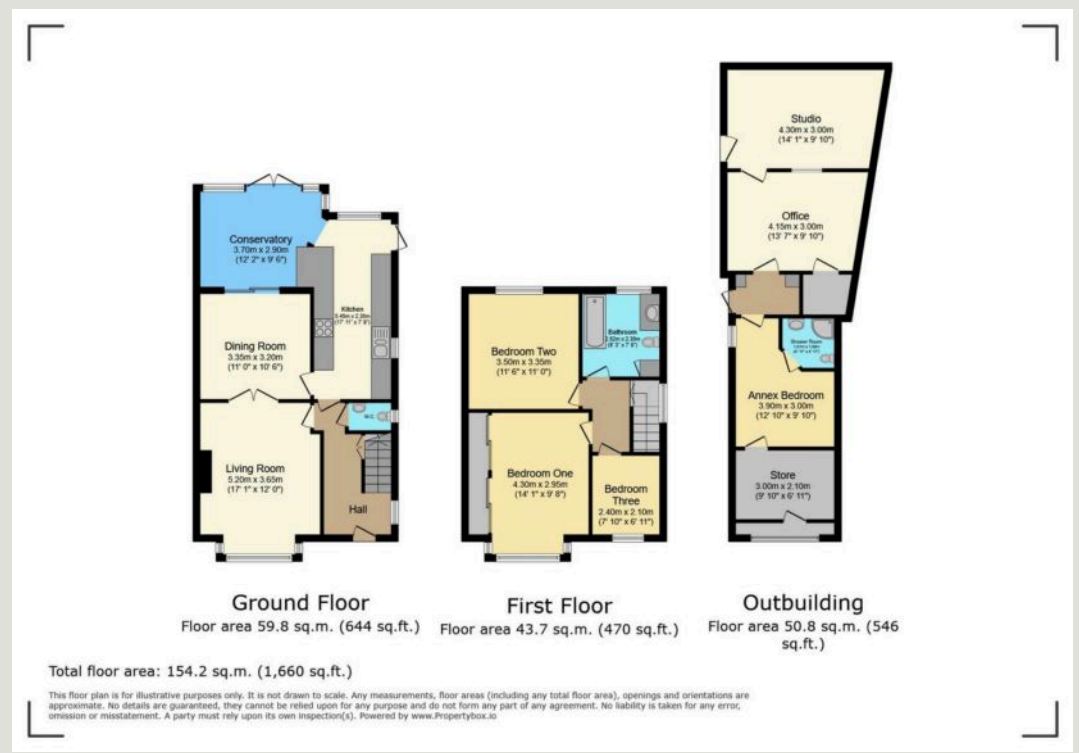 Studio
4.30m x 3.00m
(14' 1" x 9' 10")
Office
4.15m x 3.00m
(13' 7" x 9' 10")
Conservatory
3.70m x 2.90m
(12' 2" x 9' 6")
Kitchen
(17' 11" x 7' 8")
Dining Room
3.35m x 3.20m
(11' 0" x 10' 6")
W.C.
Living Room
5.20m x 3.65m
(17' 1" x 12' 0")
Hall
Bedroom Two
3.50m x 3.35m
(11' 6" x 11' 0")
Bathroom
Bedroom One
4.30m x 2.95m
(14' 1" x 9' 8")
Bedroom
Three
2.40m x 2.10m
(7' 10" x 6' 11")
Shower Room
Annex Bedroom
3.90m x 3.00m
(12' 10" x 9' 10")
Store
3.00m x 2.10m
(9' 10" x 6' 11")
Ground Floor
Floor area 59.8 sq.m. (644 sq.ft.)
First Floor
Floor area 43.7 sq.m. (470 sq.ft.)
Outbuilding
Floor area 50.8 sq.m. (546
sq.ft.)
Total floor area: 154.2 sq.m. (1,660 sq.ft.)
This floor plan is for illustrative purposes only. It is not drawn to scale. Any measurements, floor areas (including any total floor area), openings and orientations are
approximate. No details are guaranteed, they cannot be relied upon for any purpose and do not form any part of any agreement. No liability is taken for any error,
omission or misstatement. A party must rely upon its own inspection(s). Powered by www.Propertybox.io